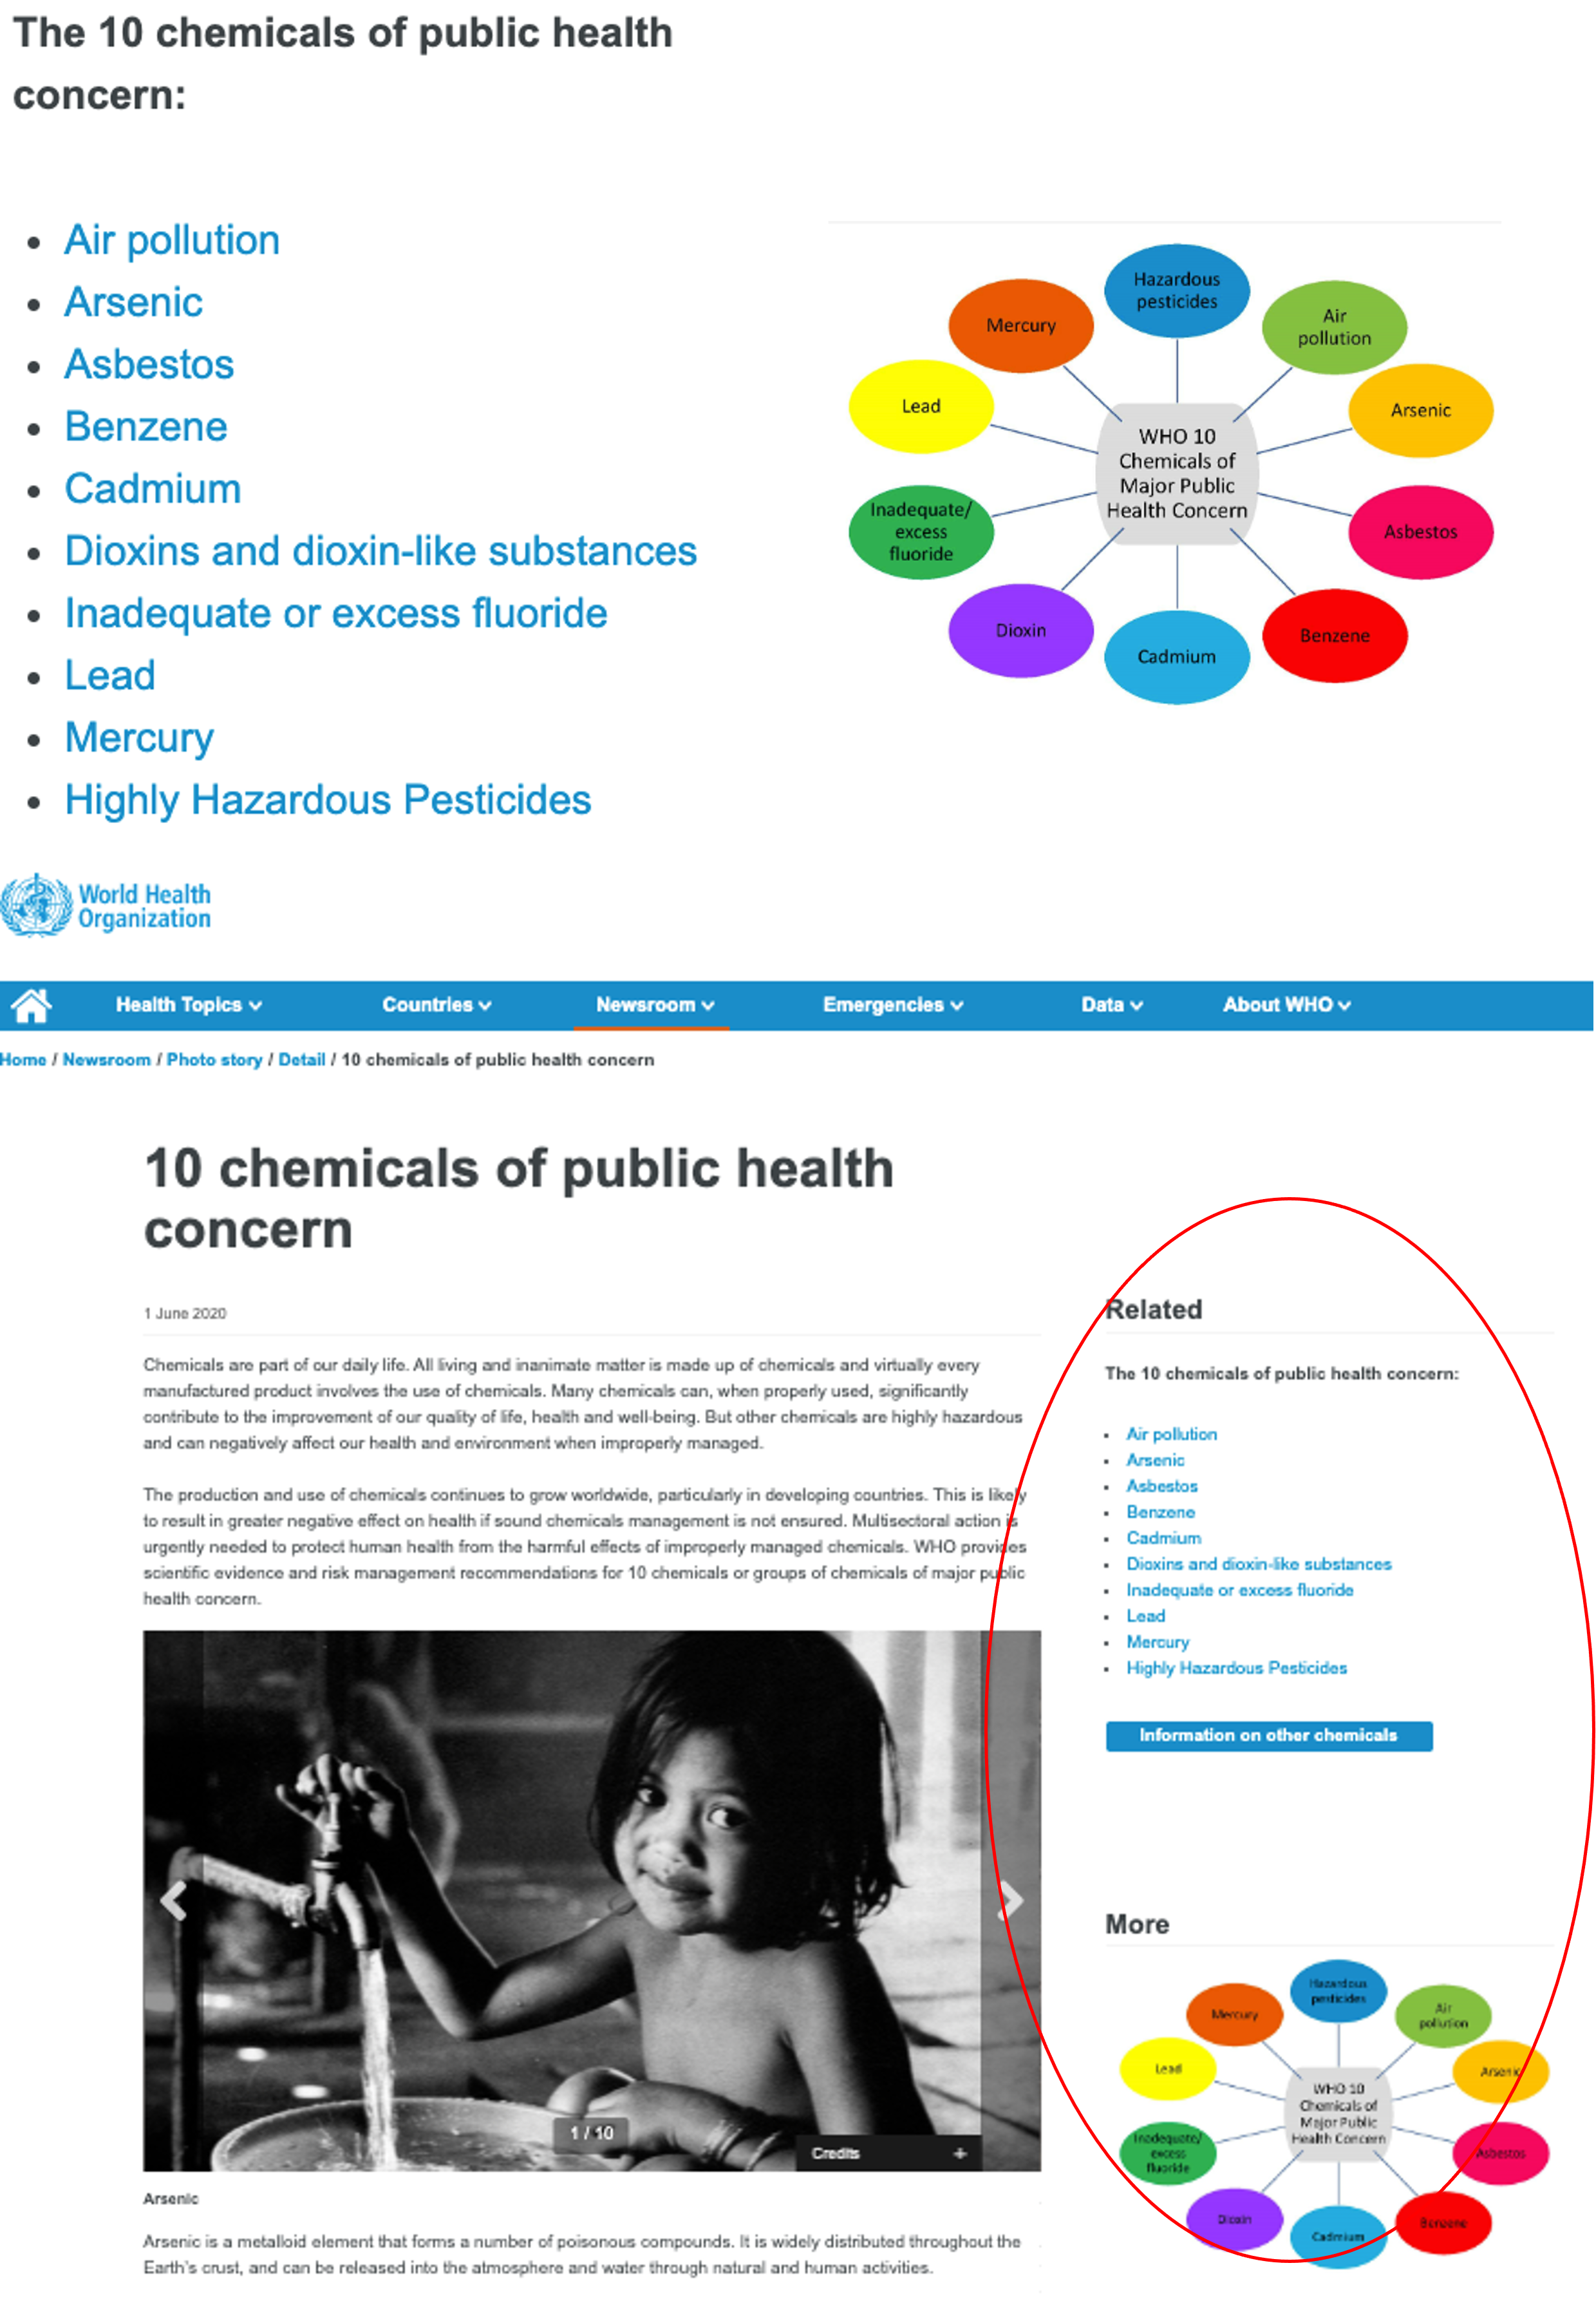 The 10 chemicals of public health
concern:
• Air pollution
• Arsenic
• Asbestos
• Benzene
• Cadmium
• Dioxins and dioxin-like substances
• Inadequate or excess fluoride
• Lead
• Mercury
• Highly Hazardous Pesticides
Hazardous
pesticides
Air
pollution
Arsenic
Asbestos
Benzene
Cadmium
Dioxin
Inadequate/
excess
fluoride
Lead
Mercury
WHO 10
Chemicals of
Major Public
Health Concern
World Health
Organization
Health Topics Countries Newsroom Emergencies Data About WHO
Home / Newsroom / Photo story / Detail / 10 chemicals of public health concern
10 chemicals of public health
concern
1 June 2020
Chemicals are part of our daily life. All living and inanimate matter is made up of chemicals and virtually every
manufactured product involves the use of chemicals. Many chemicals can, when properly used, significantly
contribute to the improvement of our quality of life, health and well-being. But other chemicals are highly hazardous
and can negatively affect our health and environment when improperly managed.
The production and use of chemicals continues to grow worldwide, particularly in developing countries. This is likely
to result in greater negative effect on health if sound chemicals management is not ensured. Multisectoral action is
urgently needed to protect human health from the harmful effects of improperly managed chemicals. WHO provides
scientific evidence and risk management recommendations for 10 chemicals or groups of chemicals of major public
health concern.
1 / 10
Credits +
Arsenic
Arsenic is a metalloid element that forms a number of poisonous compounds. It is widely distributed throughout the
Earth's crust, and can be released into the atmosphere and water through natural and human activities.
Related
The 10 chemicals of public health concern:
• Air pollution
• Arsenic
• Asbestos
• Benzene
• Cadmium
• Dioxins and dioxin-like substances
• Inadequate or excess fluoride
• Lead
• Mercury
• Highly Hazardous Pesticides
Information on other chemicals
More
Hazardous
pesticides
Air
pollution
Arsenic
Asbestos
Benzene
Cadmium
Dioxin
Inadequate/
excess
fluoride
Lead
Mercury
WHO 10
Chemicals of
Major Public
Health Concern